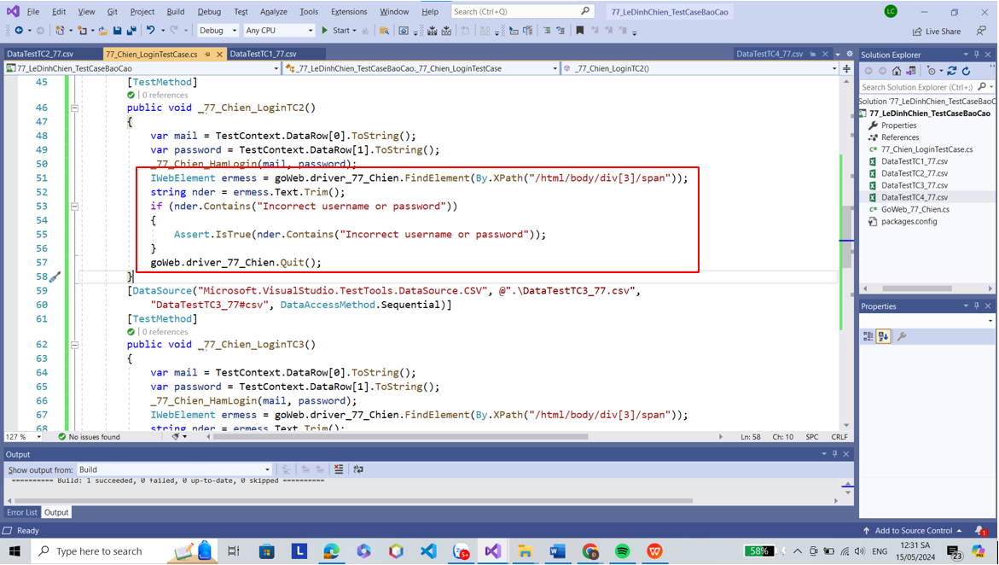 File Edit View Git Project Build Debug Test Analyze Tools Extensions Window Help Search (Ctrl+Q) 77_LeDinhChien_TestCaseBaoCao LC
Debug Any CPU Start Live Share
DataTestTC2_77.csv 77_Chien_LoginTestCase.cs DataTestTC1_77.csv DataTestTC4_77.csv
77_LeDinhChien_TestCaseBaoCao _77_LeDinhChien_TestCaseBaoCao._77_Chien_LoginTestCase _77_Chien_LoginTC2()
45 [TestMethod]
0 references
46 public void _77_Chien_LoginTC2()
47 {
48 var mail = TestContext.DataRow[0].ToString();
49 var password = TestContext.DataRow[1].ToString();
50 _77_Chien_HamLogin(mail, password);
51 IWebElement ermess = goWeb.driver_77_Chien.FindElement(By.XPath("/html/body/div[3]/span"));
52 string nder = ermess.Text.Trim();
53 if (nder.Contains("Incorrect username or password"))
54 {
55 Assert.IsTrue(nder.Contains("Incorrect username or password"));
56 }
57 goWeb.driver_77_Chien.Quit();
58 }
59 [DataSource("Microsoft.VisualStudio.TestTools.DataSource.CSV", @".\DataTestTC3_77.csv",
60 "DataTestTC3_77#csv", DataAccessMethod.Sequential)]
61 [TestMethod]
0 references
62 public void _77_Chien_LoginTC3()
63 {
64 var mail = TestContext.DataRow[0].ToString();
65 var password = TestContext.DataRow[1].ToString();
66 _77_Chien_HamLogin(mail, password);
67 IWebElement ermess = goWeb.driver_77_Chien.FindElement(By.XPath("/html/body/div[3]/span"));
68 string nder = ermess.Text.Trim();
127 % No issues found Ln: 58 Ch: 10 SPC CRLF
Output
Show output from: Build
========== Build: 1 succeeded, 0 failed, 0 up-to-date, 0 skipped ==========
Error List Output
Ready Add to Source Control 1
Solution Explorer
Search Solution Explorer (Ctrl+;)
Solution '77_LeDinhChien_TestCaseBaoC
77_LeDinhChien_TestCaseBaoCao
Properties
References
77_Chien_LoginTestCase.cs
DataTestTC1_77.csv
DataTestTC2_77.csv
DataTestTC3_77.csv
DataTestTC4_77.csv
GoWeb_77_Chien.cs
packages.config
Properties
Type here to search L 5+ 58% ENG 12:31 SA
15/05/2024 23